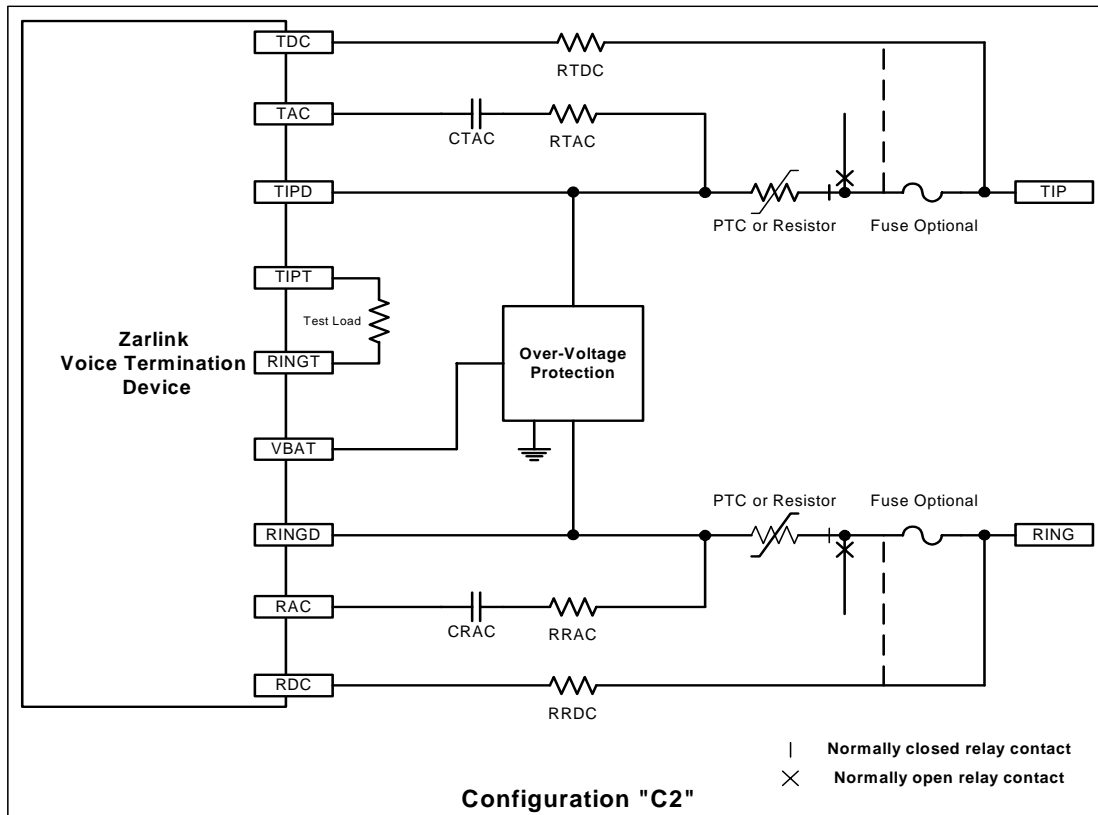 TDC
RTDC
TAC
CTAC
RTAC
TIPD
TIP
PTC or Resistor
Fuse Optional
TIPT
Test Load
Zarlink
Voice Termination
Device
RINGT
Over-Voltage
Protection
VBAT
PTC or Resistor
Fuse Optional
RINGD
RING
RAC
CRAC
RRAC
RDC
RRDC
Normally closed relay contact
Normally open relay contact
Configuration "C2"